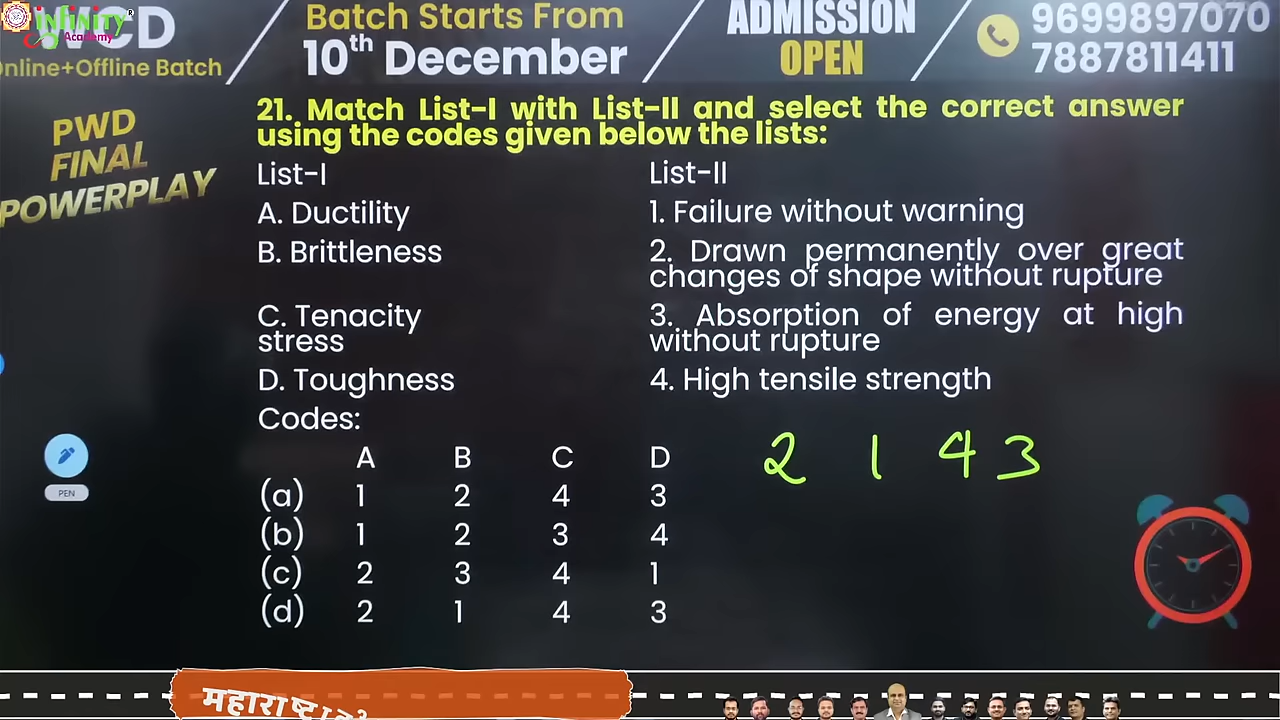 infinity
Academy
CD
nline+Offline Batch
Batch Starts From
10th December
ADMISSION
OPEN
9699897070
7887811411
PWD
FINAL
POWERPLAY
21. Match List-I with List-II and select the correct answer
using the codes given below the lists:
List-I List-II
A. Ductility 1. Failure without warning
B. Brittleness 2. Drawn permanently over great
changes of shape without rupture
C. Tenacity 3. Absorption of energy at high
stress without rupture
D. Toughness 4. High tensile strength
Codes:
A B C D 2 1 4 3
(a) 1 2 4 3
(b) 1 2 3 4
(c) 2 3 4 1
(d) 2 1 4 3
PEN